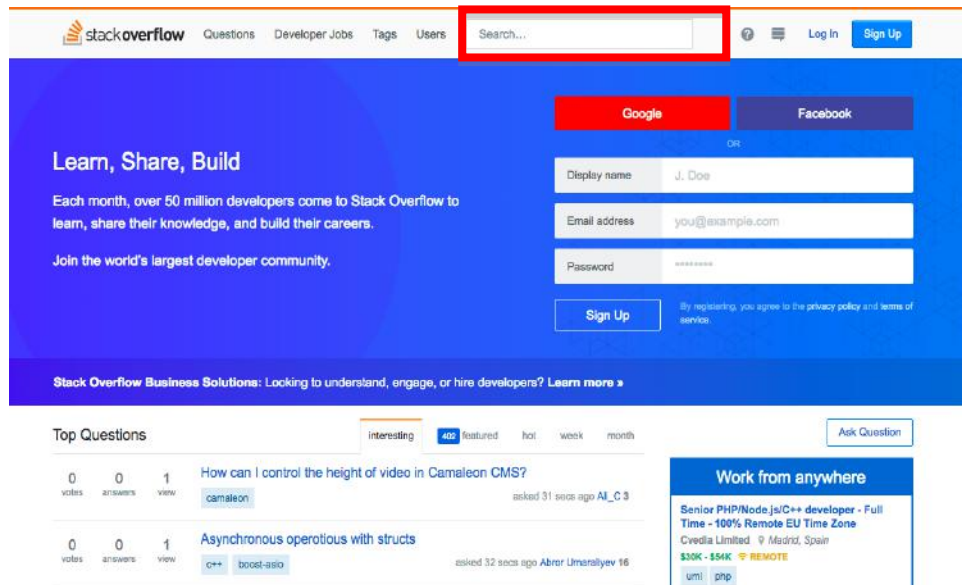 stackoverflow Questions Developer Jobs Tags Users Search... Log In Sign Up
Google Facebook
OR
Learn, Share, Build
Each month, over 50 million developers come to Stack Overflow to
learn, share their knowledge, and build their careers.
Join the world's largest developer community.
Display name J. Doe
Email address you@example.com
Password ********
Sign Up By registering, you agree to the privacy policy and terms of
service.
Stack Overflow Business Solutions: Looking to understand, engage, or hire developers? Learn more »
Top Questions interesting 402 featured hot week month Ask Question
0 votes 0 answers 1 view
How can I control the height of video in Camaleon CMS?
camaleon asked 31 secs ago Ali_C 3
0 votes 0 answers 1 view
Asynchronous operotious with structs
c++ boost-asio asked 32 secs ago Abror Umaraliyev 16
Work from anywhere
Senior PHP/Node.js/C++ developer - Full
Time - 100% Remote EU Time Zone
Cvedia Limited Madrid, Spain
$30K - $54K REMOTE
uml php